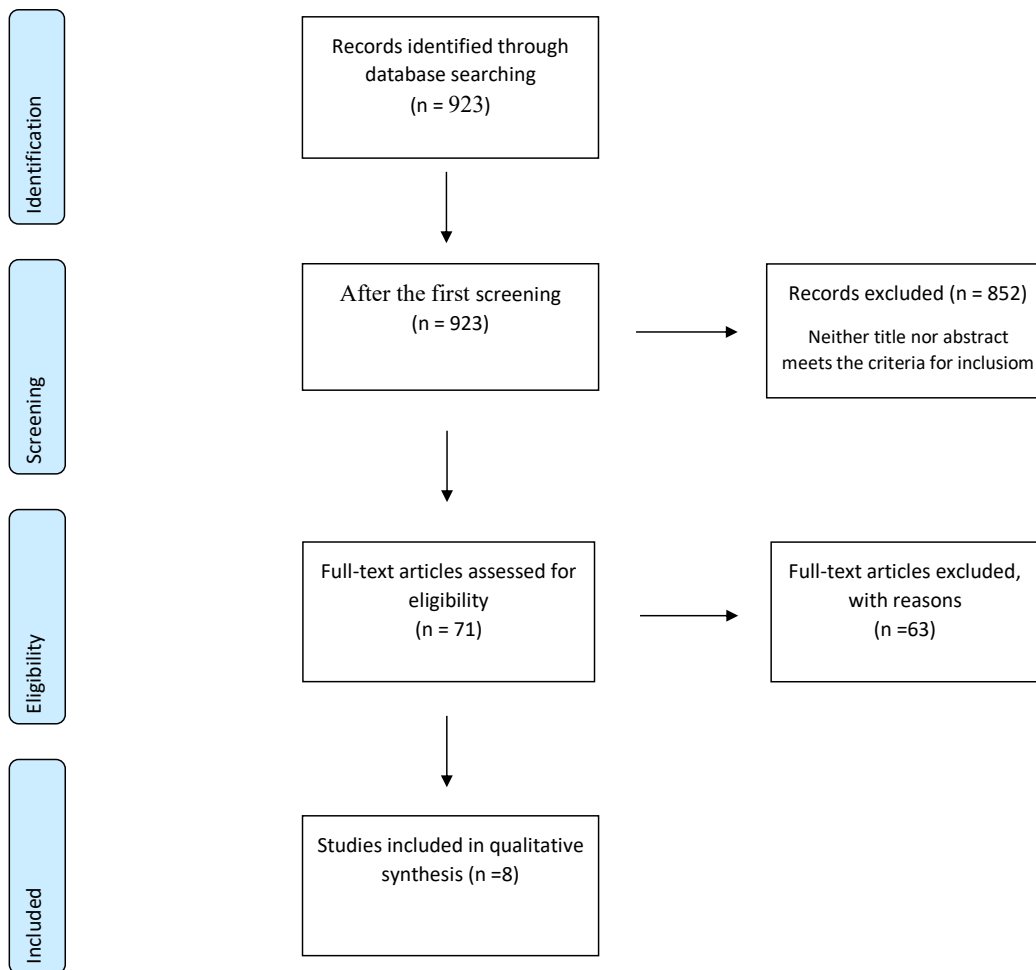 Identification
Records identified through
database searching
(n = 923)
Screening
After the first screening
(n = 923)
Records excluded (n = 852)
Neither title nor abstract
meets the criteria for inclusiom
Eligibility
Full-text articles assessed for
eligibility
(n = 71)
Full-text articles excluded,
with reasons
(n =63)
Included
Studies included in qualitative
synthesis (n =8)